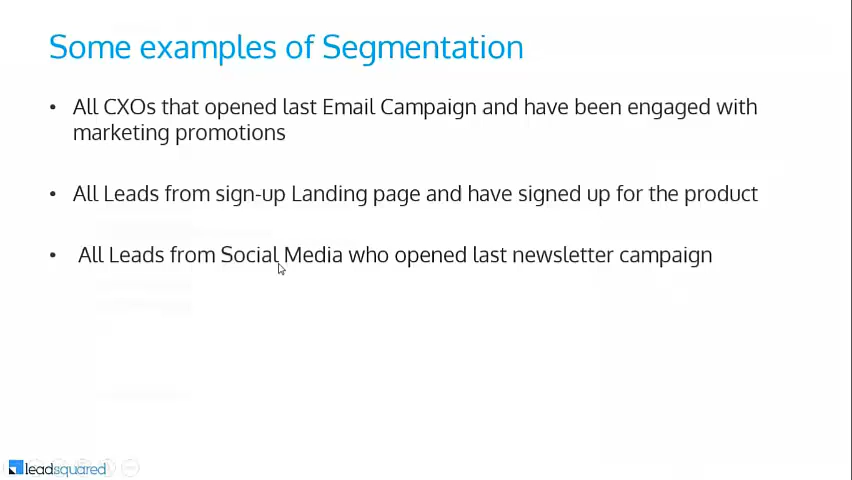 Some examples of Segmentation
• All CXOs that opened last Email Campaign and have been engaged with
marketing promotions
• All Leads from sign-up Landing page and have signed up for the product
• All Leads from Social Media who opened last newsletter campaign
leadsquared